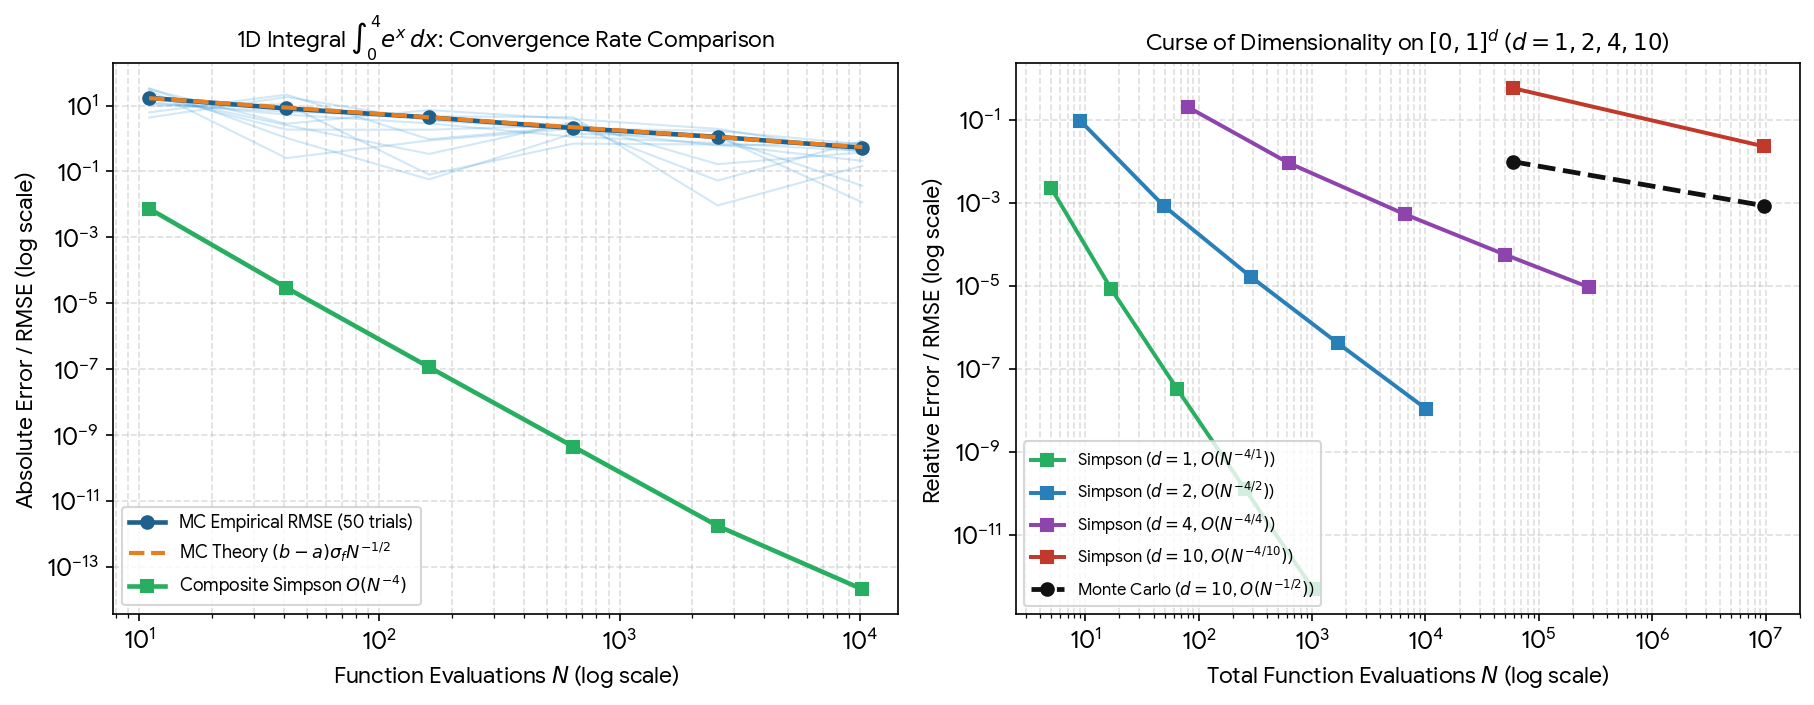 1D Integral $\int_0^4 e^x\,dx$: Convergence Rate Comparison
Absolute Error / RMSE (log scale)
10¹
10⁻¹
10⁻³
10⁻⁵
10⁻⁷
10⁻⁹
10⁻¹¹
10⁻¹³
MC Empirical RMSE (50 trials)
MC Theory $(b-a)\sigma_f N^{-1/2}$
Composite Simpson $O(N^{-4})$
10¹ 10² 10³ 10⁴
Function Evaluations $N$ (log scale)
Curse of Dimensionality on $[0,1]^d$ ($d=1,2,4,10$)
Relative Error / RMSE (log scale)
10⁻¹
10⁻³
10⁻⁵
10⁻⁷
10⁻⁹
10⁻¹¹
Simpson ($d=1, O(N^{-4/1})$)
Simpson ($d=2, O(N^{-4/2})$)
Simpson ($d=4, O(N^{-4/4})$)
Simpson ($d=10, O(N^{-4/10})$)
Monte Carlo ($d=10, O(N^{-1/2})$)
10¹ 10² 10³ 10⁴ 10⁵ 10⁶ 10⁷
Total Function Evaluations $N$ (log scale)